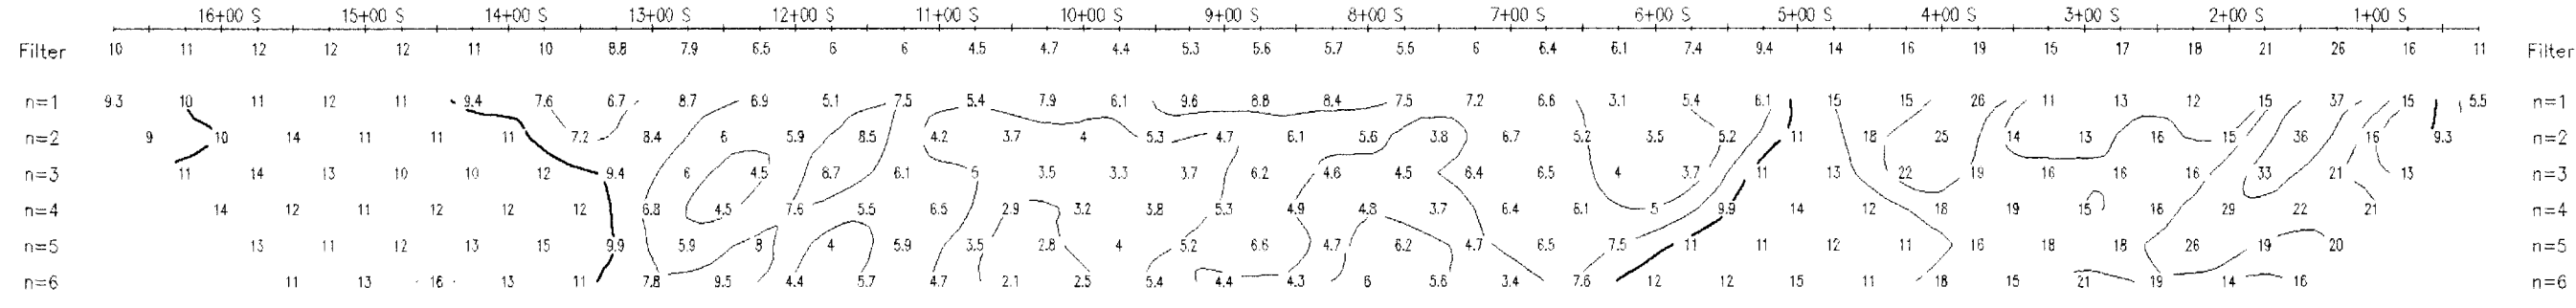 16+00 S 15+00 S 14+00 S 13+00 S 12+00 S 11+00 S 10+00 S 9+00 S 8+00 S 7+00 S 6+00 S 5+00 S 4+00 S 3+00 S 2+00 S 1+00 S
Filter 10 11 12 12 12 11 10 8.8 7.9 6.5 6 6 4.5 4.7 4.4 5.3 5.6 5.7 5.5 6 6.4 6.1 7.4 9.4 14 16 19 15 17 18 21 26 16 11 Filter
n=1 9.3 10 11 12 11 9.4 7.6 6.7 8.7 6.9 5.1 7.5 5.4 7.9 6.1 9.6 8.8 8.4 7.5 7.2 6.6 3.1 5.4 6.1 15 15 26 11 13 12 15 37 15 5.5 n=1
n=2 9 10 14 11 11 11 7.2 8.4 6 5.9 8.5 4.2 3.7 4 5.3 4.7 6.1 5.6 3.8 6.7 5.2 3.5 5.2 11 18 25 14 13 16 15 36 16 9.3 n=2
n=3 11 14 13 10 10 12 9.4 6 4.5 8.7 6.1 5 3.5 3.3 3.7 6.2 4.6 4.5 6.4 6.5 4 3.7 11 13 22 19 16 16 16 33 21 13 n=3
n=4 14 12 11 12 12 12 6.8 4.5 7.6 5.5 6.5 2.9 3.2 3.8 5.3 4.9 4.8 3.7 6.4 6.1 5 9.9 14 12 18 19 15 16 29 22 21 n=4
n=5 13 11 12 13 15 9.9 5.9 8 4 5.9 3.5 2.8 4 5.2 6.6 4.7 6.2 4.7 6.5 7.5 11 11 12 11 16 18 18 26 19 20 n=5
n=6 11 13 16 13 11 7.8 9.5 4.4 5.7 4.7 2.1 2.5 5.4 4.4 4.3 6 5.6 3.4 7.6 12 12 15 11 18 15 21 19 14 16 n=6